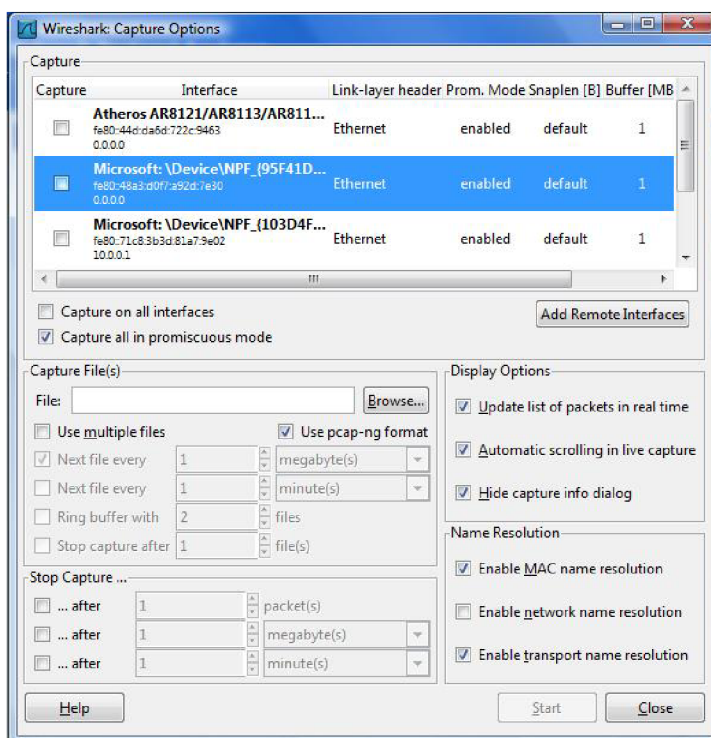 Wireshark: Capture Options
Capture
Capture Interface Link-layer header Prom. Mode Snaplen [B] Buffer [MB
Atheros AR8121/AR8113/AR811...
fe80::44d:da6d:722c:9463 Ethernet enabled default 1
0.0.0.0
Microsoft: \Device\NPF_{95F41D...
fe80::48a3:d0f7:a92d:7e30 Ethernet enabled default 1
0.0.0.0
Microsoft: \Device\NPF_{103D4F...
fe80::71c8:3b3d:81a7:9e02 Ethernet enabled default 1
10.0.0.1
Capture on all interfaces Add Remote Interfaces
Capture all in promiscuous mode
Capture File(s) Display Options
File: Browse... Update list of packets in real time
Use multiple files Use pcap-ng format
Next file every 1 megabyte(s) Automatic scrolling in live capture
Next file every 1 minute(s) Hide capture info dialog
Ring buffer with 2 files
Stop capture after 1 file(s) Name Resolution
Stop Capture ... Enable MAC name resolution
... after 1 packet(s) Enable network name resolution
... after 1 megabyte(s)
... after 1 minute(s) Enable transport name resolution
Help Start Close